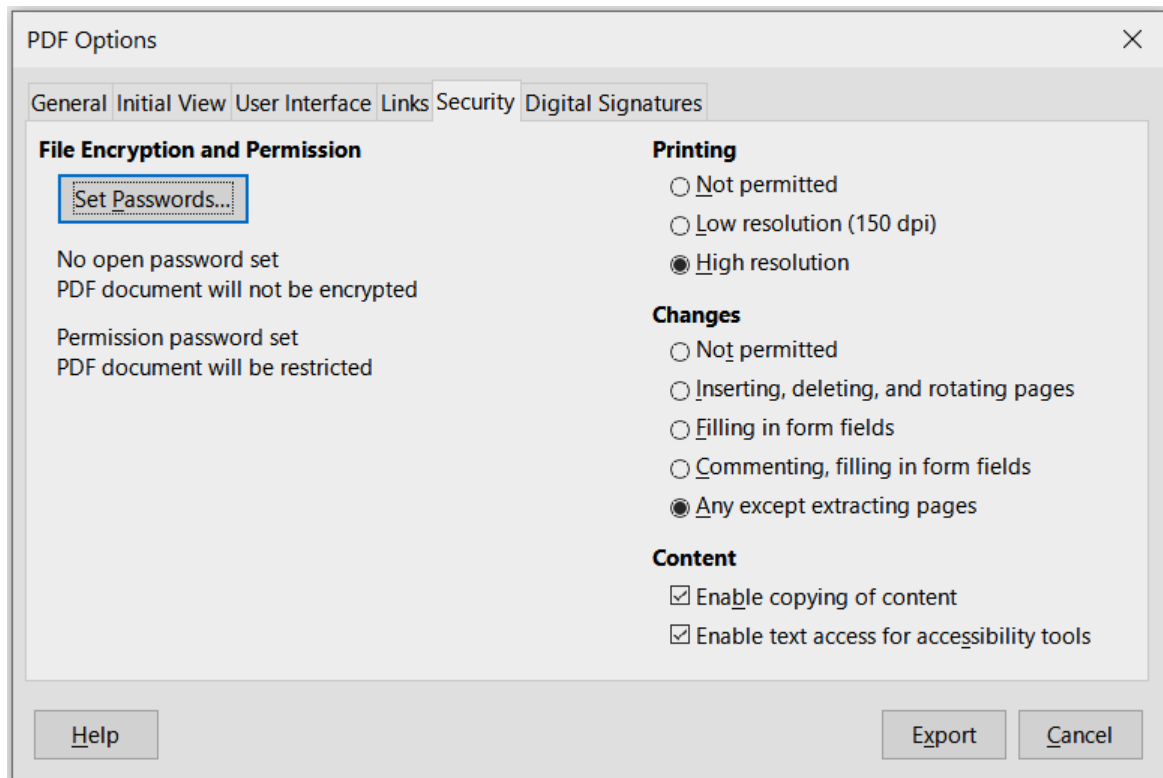 PDF Options
General Initial View User Interface Links Security Digital Signatures
File Encryption and Permission
Set Passwords...
No open password set
PDF document will not be encrypted
Permission password set
PDF document will be restricted
Printing
Not permitted
Low resolution (150 dpi)
High resolution
Changes
Not permitted
Inserting, deleting, and rotating pages
Filling in form fields
Commenting, filling in form fields
Any except extracting pages
Content
Enable copying of content
Enable text access for accessibility tools
Help
Export
Cancel